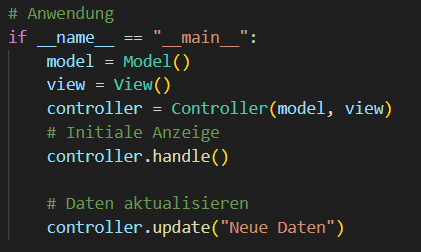 # Anwendung
if __name__ == "__main__":
    model = Model()
    view = View()
    controller = Controller(model, view)
    # Initiale Anzeige
    controller.handle()

    # Daten aktualisieren
    controller.update("Neue Daten")